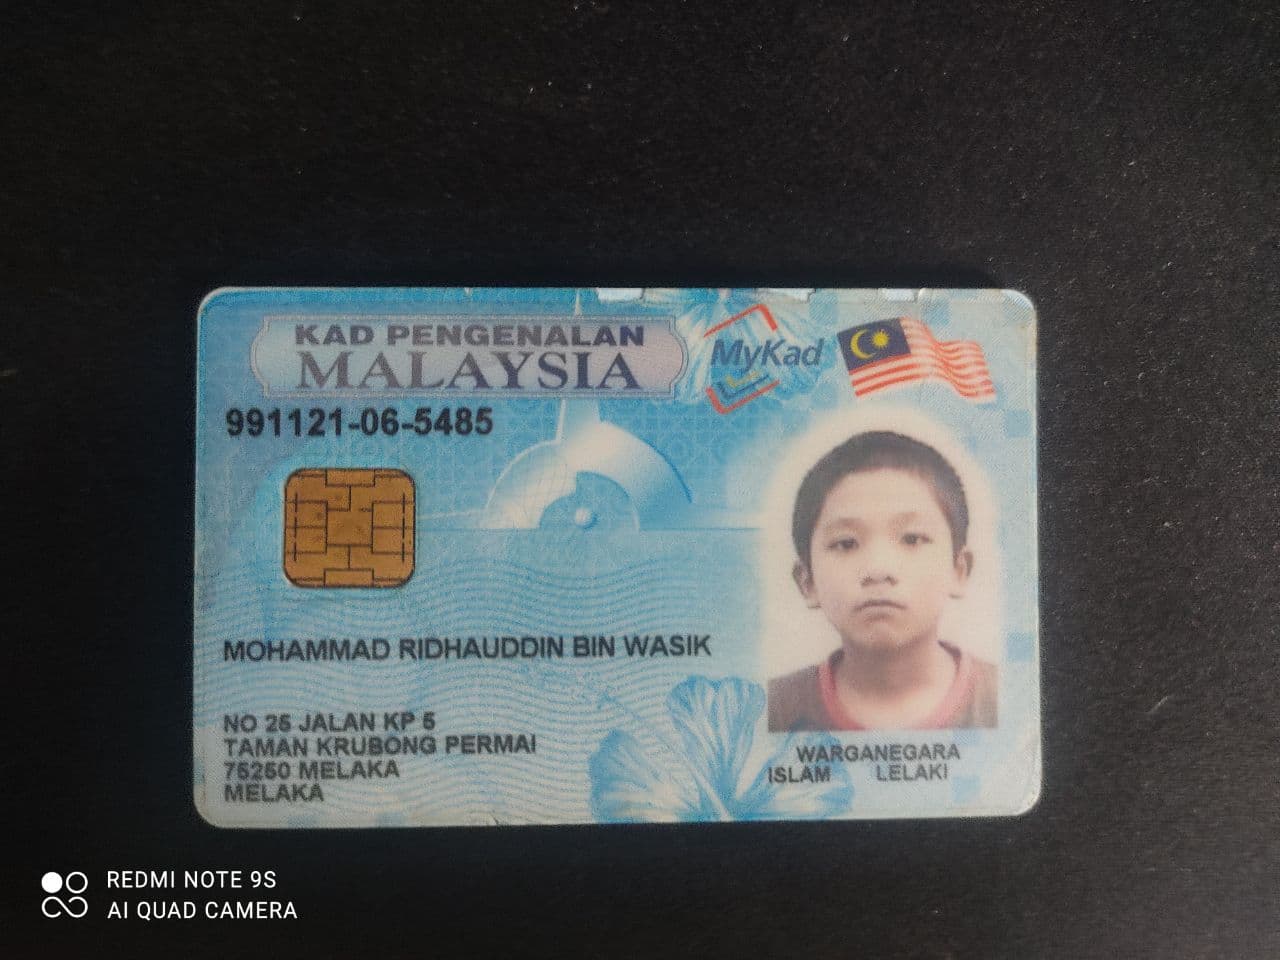 KAD PENGENALAN
MALAYSIA
MyKad
991121-06-5485
MOHAMMAD RIDHAUDDIN BIN WASIK
NO 25 JALAN KP 5
TAMAN KRUBONG PERMAI
75250 MELAKA
MELAKA
WARGANEGARA
ISLAM LELAKI
REDMI NOTE 9S
AI QUAD CAMERA